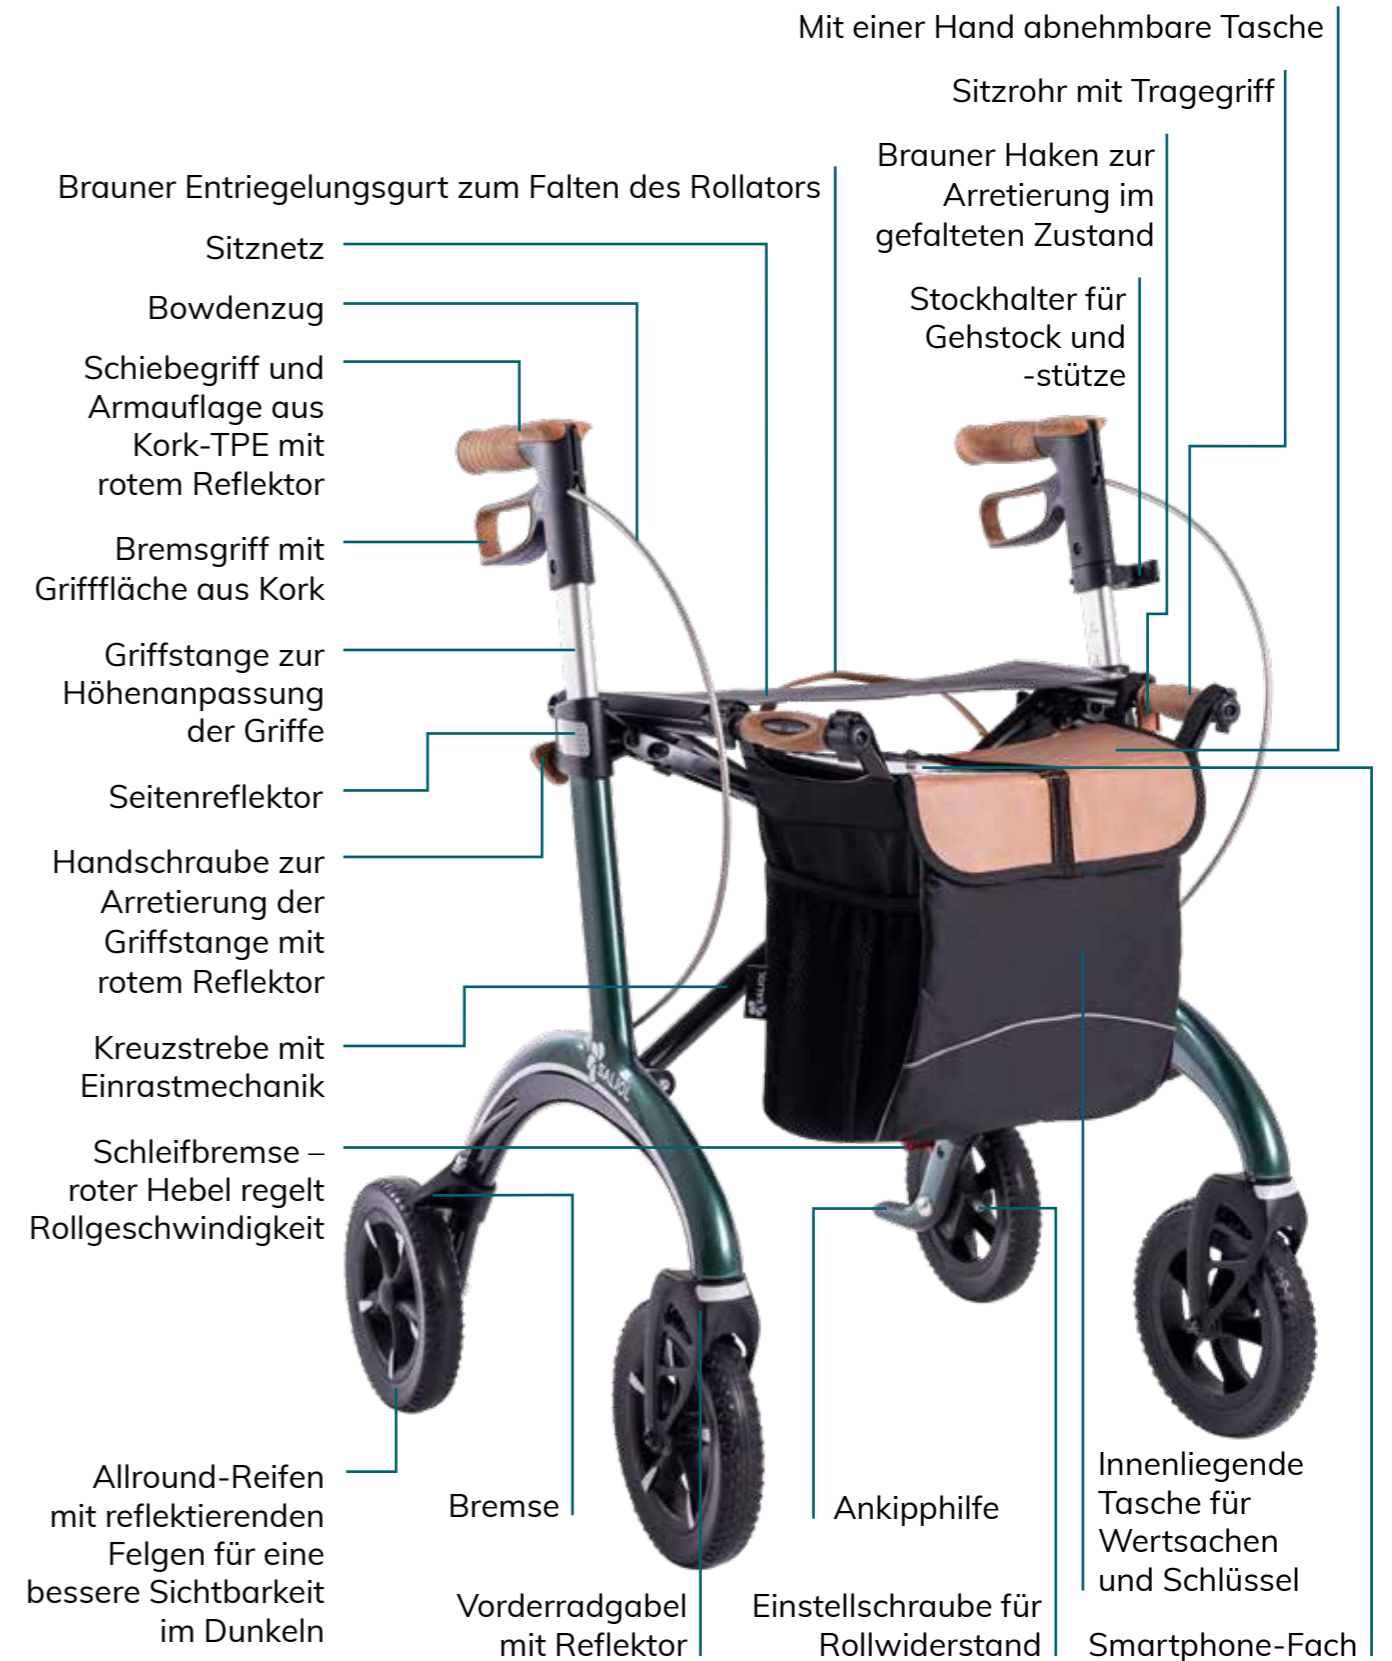 Mit einer Hand abnehmbare Tasche
Sitzrohr mit Tragegriff
Brauner Haken zur
Arretierung im
gefalteten Zustand
Brauner Entriegelungsgurt zum Falten des Rollators
Sitznetz
Bowdenzug
Stockhalter für
Gehstock und
-stütze
Schiebegriff und
Armauflage aus
Kork-TPE mit
rotem Reflektor
Bremsgriff mit
Grifffläche aus Kork
Griffstange zur
Höhenanpassung
der Griffe
Seitenreflektor
Handschraube zur
Arretierung der
Griffstange mit
rotem Reflektor
SALJOL
Kreuzstrebe mit
Einrastmechanik
SALJOL
Schleifbremse –
roter Hebel regelt
Rollgeschwindigkeit
Allround-Reifen
mit reflektierenden
Felgen für eine
bessere Sichtbarkeit
im Dunkeln
Bremse
Vorderradgabel
mit Reflektor
Ankipphilfe
Einstellschraube für
Rollwiderstand
Innenliegende
Tasche für
Wertsachen
und Schlüssel
Smartphone-Fach